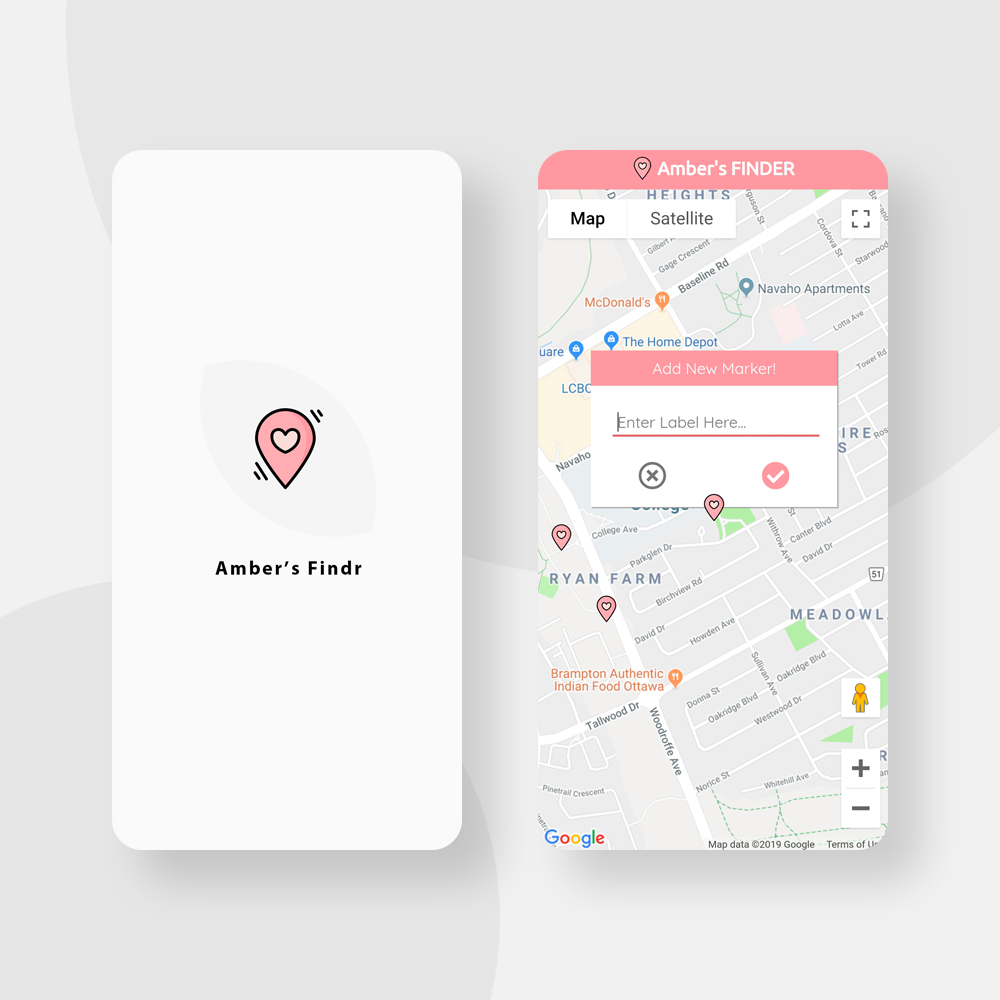 Amber's Findr
Amber's FINDER
HEIGHTS
Map
Satellite
Gilbert
Gage Crescent
Baseline Rd
Cordova St
Starwood
Navaho Apartments
McDonald's
Lotta Ave
uare
The Home Depot
Tower Rd
Add New Marker!
LCBO
Enter Label Here...
IRE
S
Ros
Navaho
College
College Ave
Withrow Ave
St
Canter Blvd
David Dr
Parkglen Dr
51
RYAN FARM
Birchview Rd
MEADOWL
David Dr
Howden Ave
Sullivan Ave
Oakridge Blvd
Brampton Authentic
Indian Food Ottawa
Donna St
Oakridge Blvd
Westwood Dr
Tallwood Dr
Woodroffe Ave
Norice St
Whitehill Ave
Pinetrail Crescent
Google
Map data ©2019 Google
Terms of Us